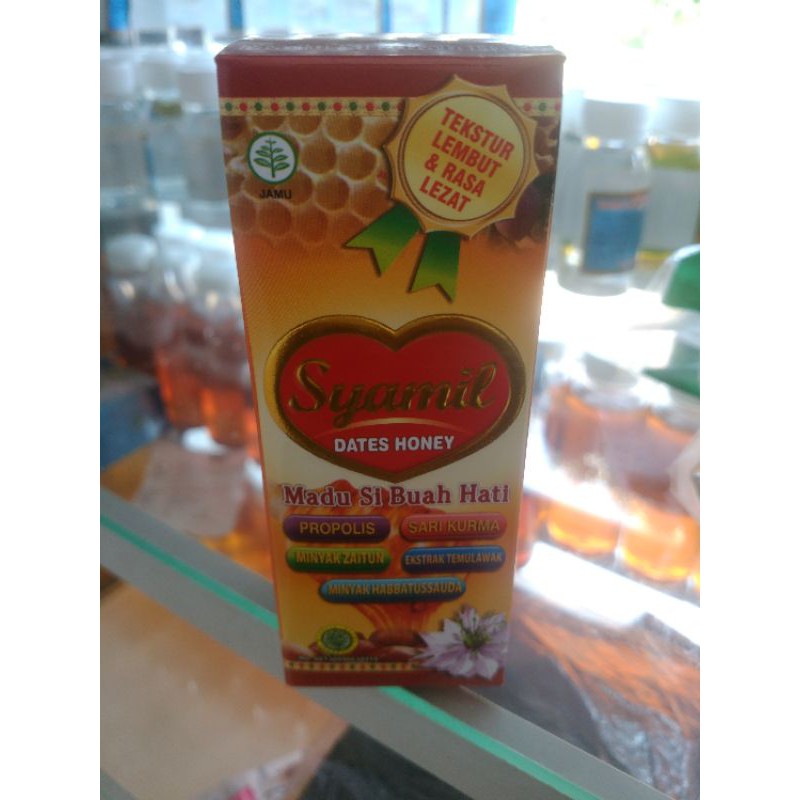 TEKSTUR
LEMBUT
& RASA
LEZAT
JAMU
Syamil
DATES HONEY
Madu Si Buah Hati
PROPOLIS
SARI KURMA
MINYAK ZAITUN
EKSTRAK TEMULAWAK
MINYAK HABBATUSSAUDA